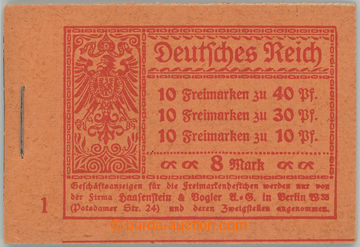 Deutsches Reich
10 Freimarken zu 40 Pf.
10 Freimarken zu 30 Pf.
10 Freimarken zu 10 Pf.
8 Mark
Geschäftsanzeigen für die Freimarkenheftchen werden nur von
der Firma Haasenstein & Vogler A.=G. in Berlin W 35
(Potsdamer Str. 24) und deren Zweigstellen angenommen.
1